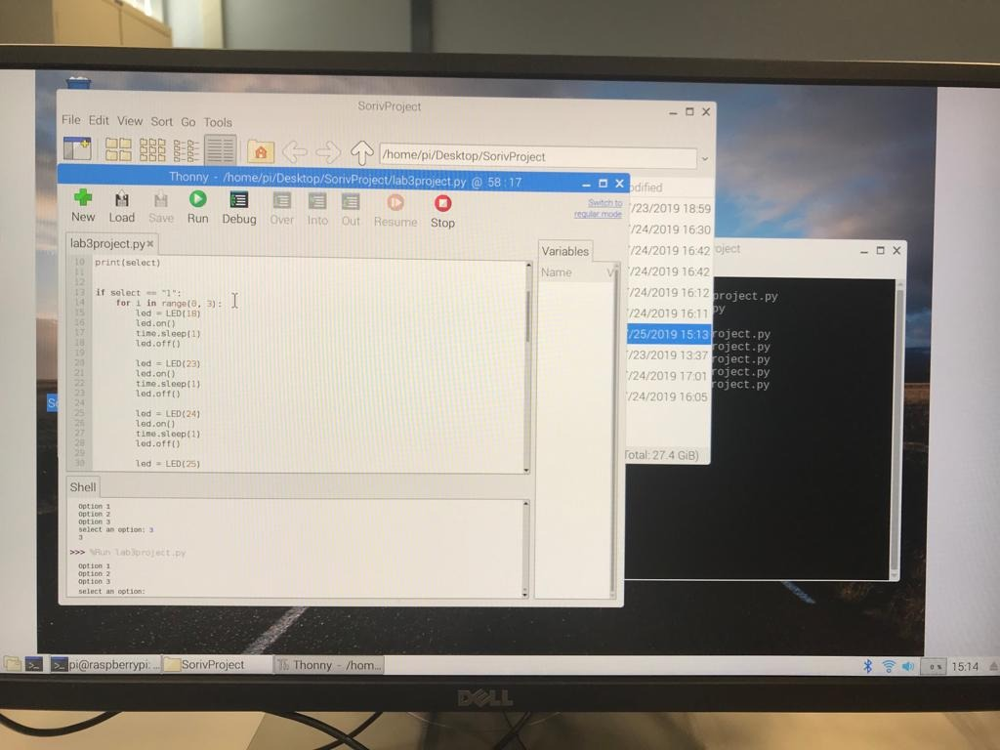 SorivProject
File Edit View Sort Go Tools
/home/pi/Desktop/SorivProject
Thonny - /home/pi/Desktop/SorivProject/lab3project.py @ 58 : 17
New Load Save Run Debug Over Into Out Resume Stop
Switch to
regular mode
lab3project.py
10 print(select)
11
12
13 if select == "1":
14 for i in range(0, 3):
15 led = LED(18)
16 led.on()
17 time.sleep(1)
18 led.off()
19
20 led = LED(23)
21 led.on()
22 time.sleep(1)
23 led.off()
24
25 led = LED(24)
26 led.on()
27 time.sleep(1)
28 led.off()
29
30 led = LED(25)
Variables
Name V
Shell
Option 1
Option 2
Option 3
select an option: 3
3
>>> %Run lab3project.py
Option 1
Option 2
Option 3
select an option:
odified
/23/2019 18:59
/24/2019 16:30
/24/2019 16:42
/24/2019 16:42
/24/2019 16:12
/24/2019 16:11
/25/2019 15:13
/23/2019 13:37
/24/2019 17:01
/24/2019 16:05
Total: 27.4 GiB)
oject
project.py
py
roject.py
roject.py
roject.py
roject.py
roject.py
So
pi@raspberrypi: ... SorivProject Thonny - /hom... 0 % 15:14
DELL